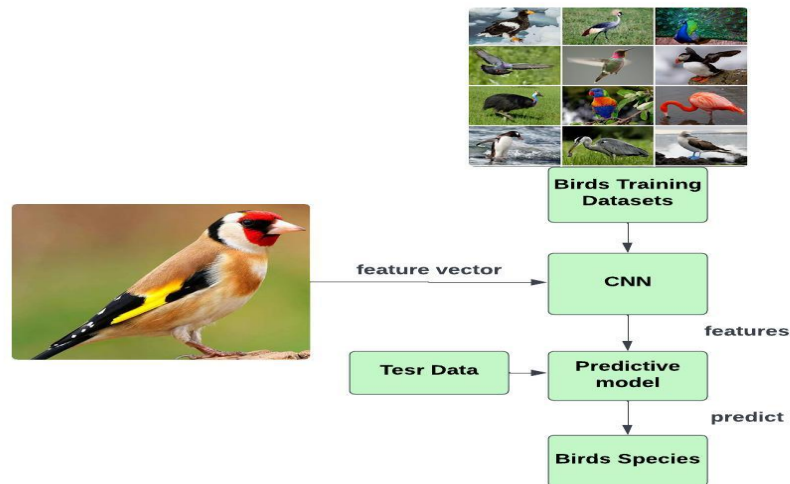 Birds Training
Datasets
feature vector
CNN
features
Tesr Data
Predictive
model
predict
Birds Species